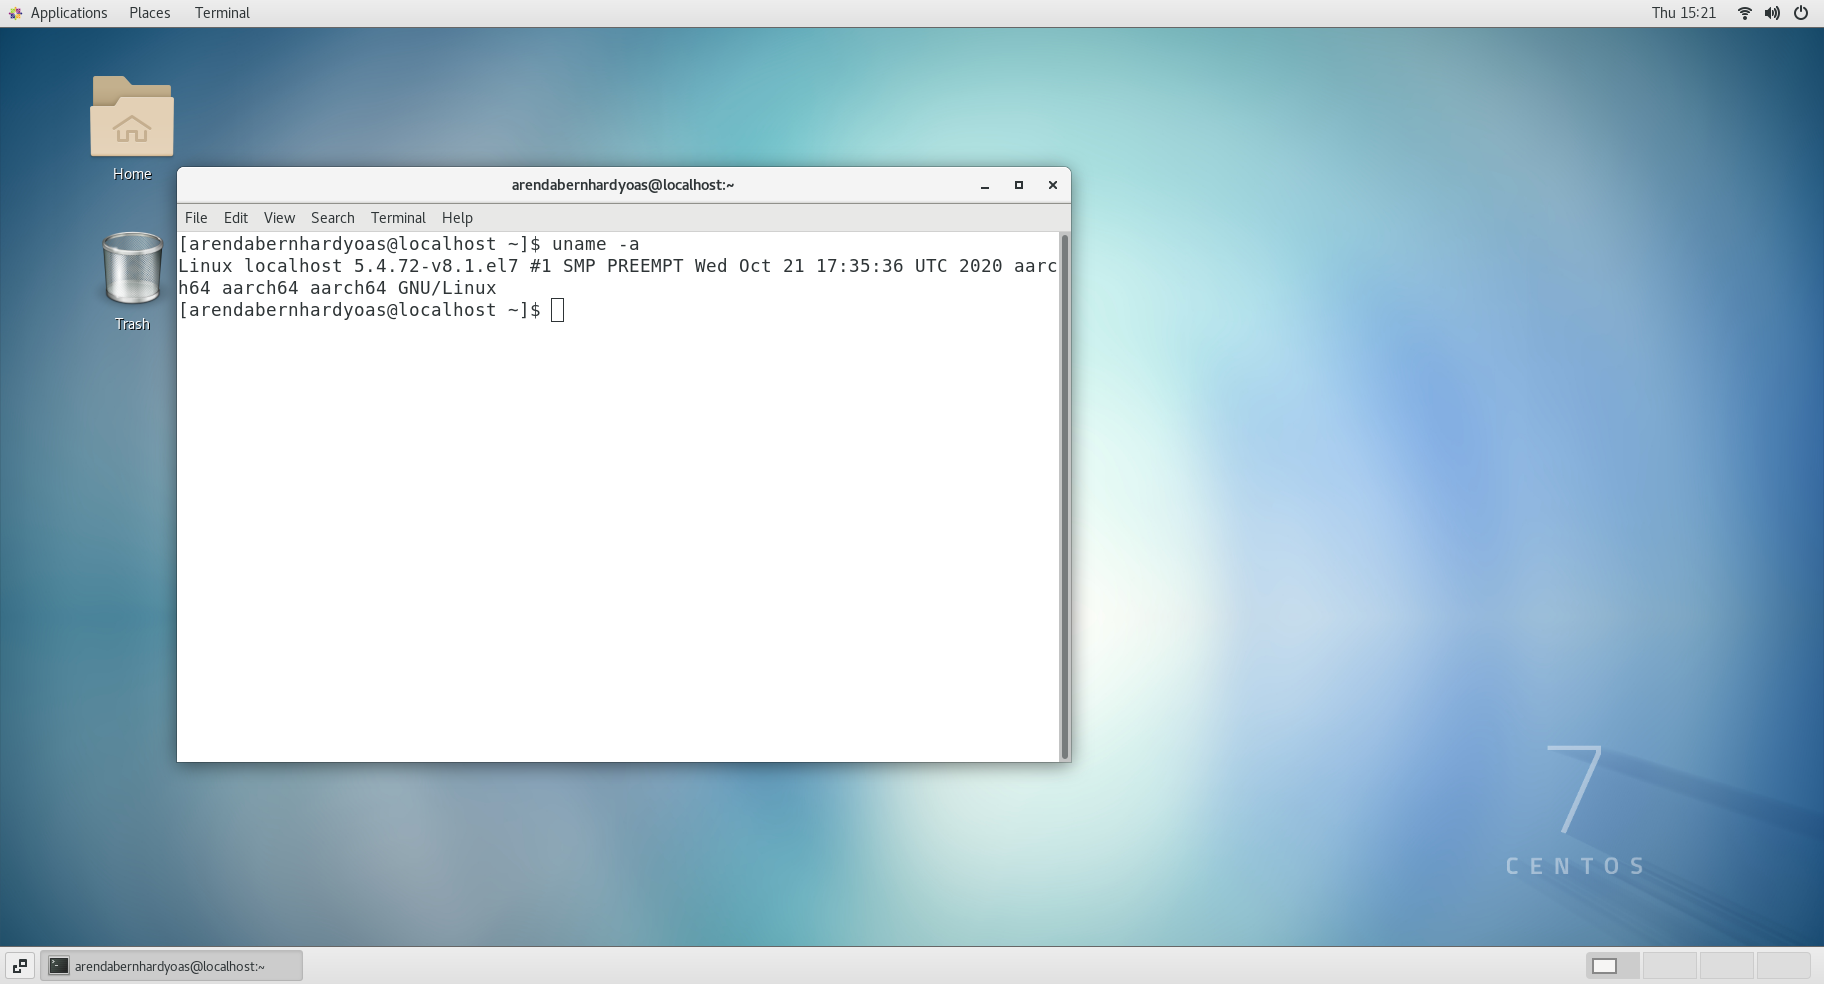 Applications Places Terminal Thu 15:21
Home
Trash
arendabernhardyoas@localhost:~
File Edit View Search Terminal Help
[arendabernhardyoas@localhost ~]$ uname -a
Linux localhost 5.4.72-v8.1.el7 #1 SMP PREEMPT Wed Oct 21 17:35:36 UTC 2020 aarc
h64 aarch64 aarch64 GNU/Linux
[arendabernhardyoas@localhost ~]$
7
CENTOS
arendabernhardyoas@localhost:~